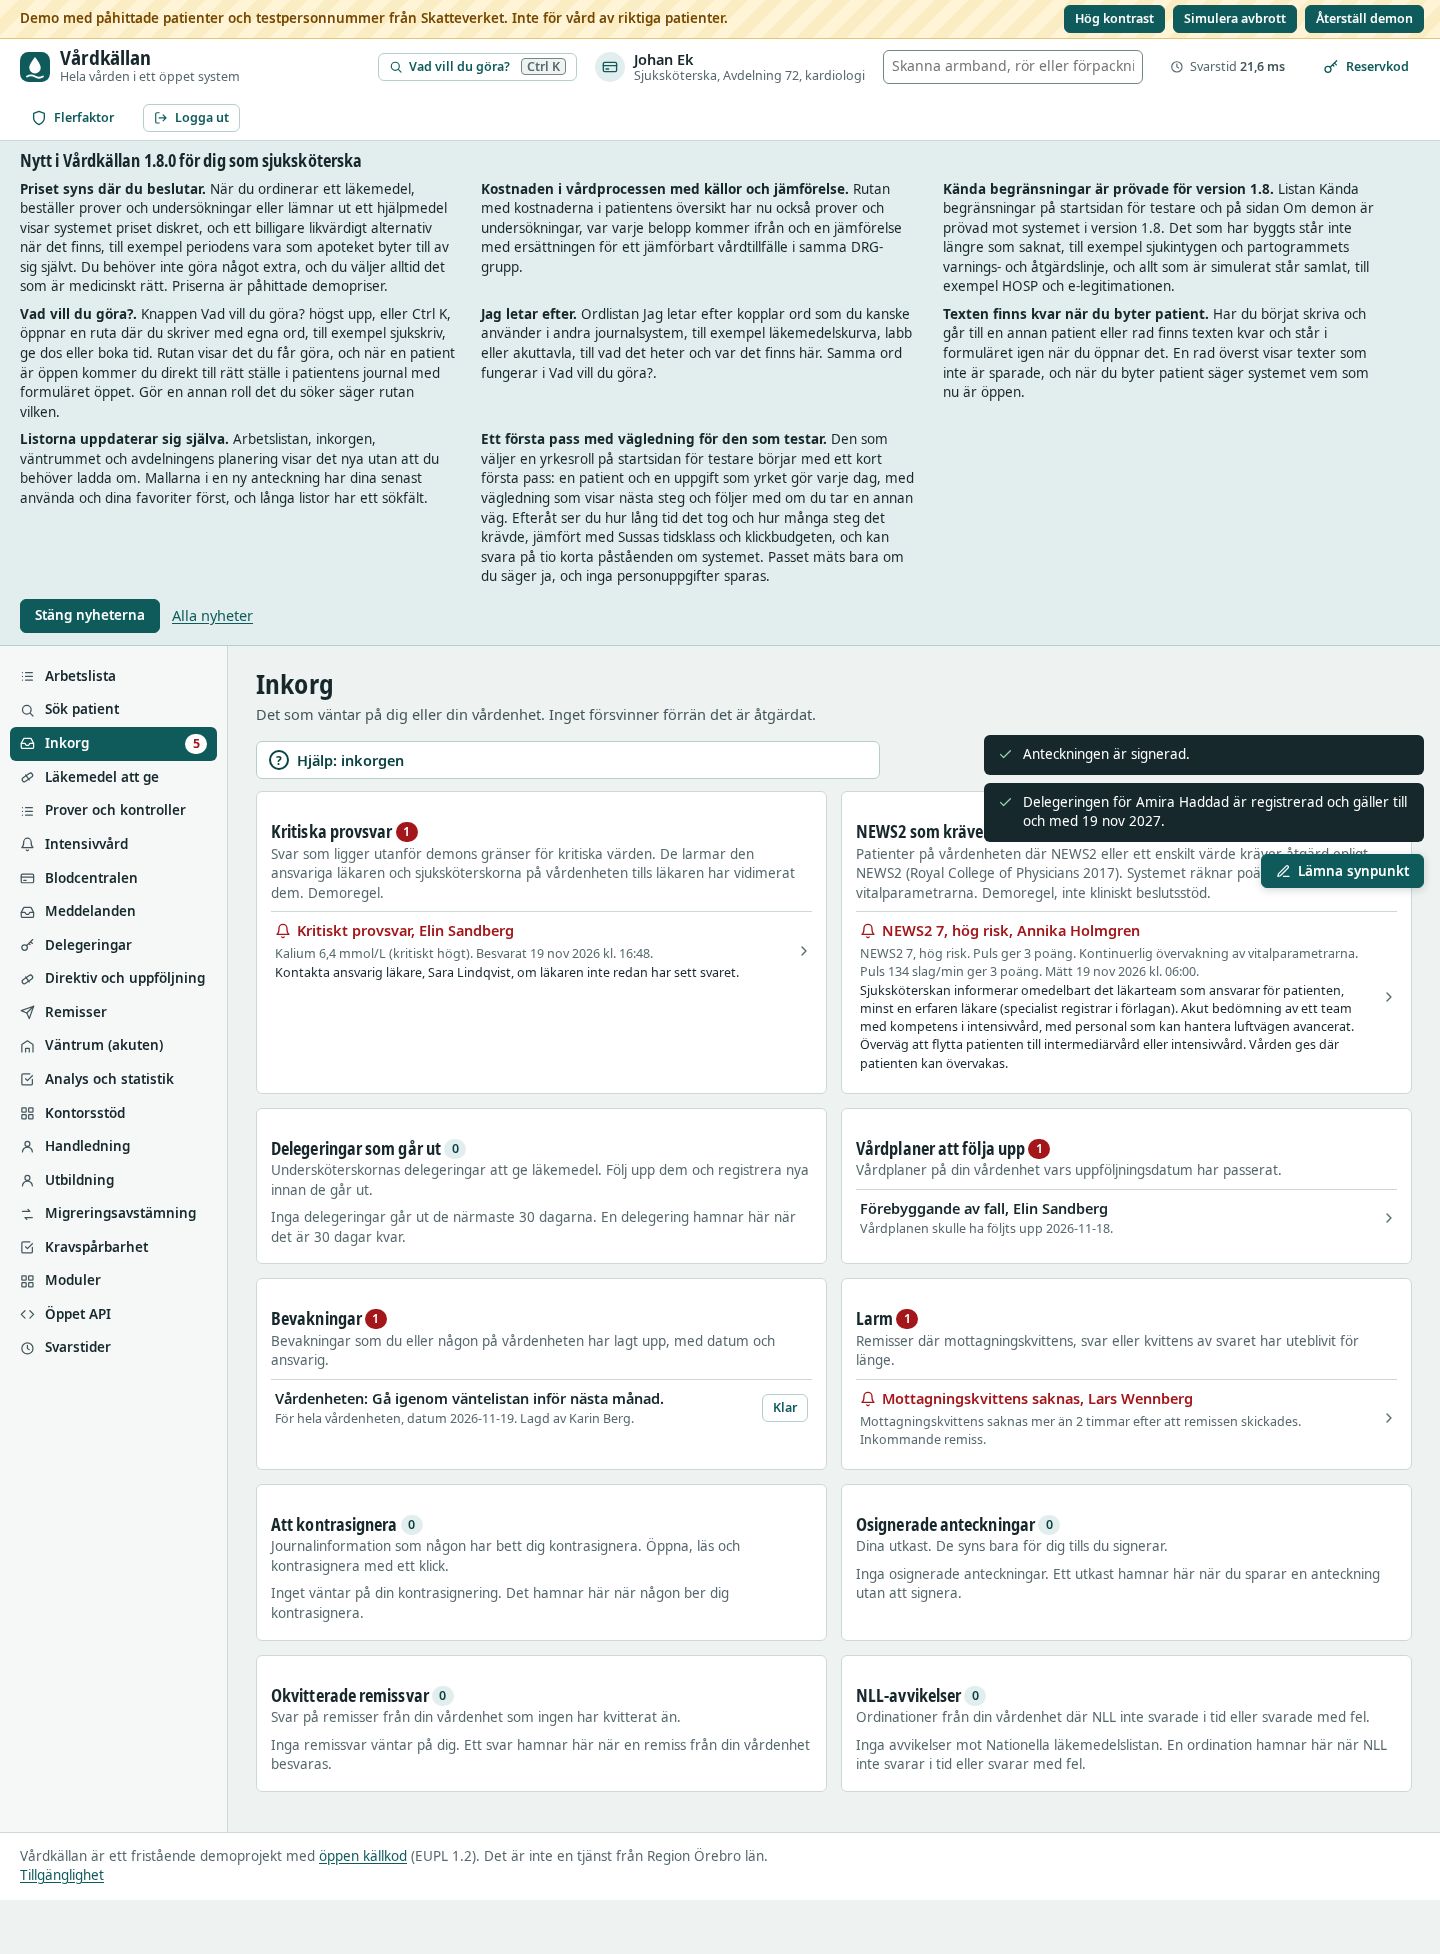 Demo med påhittade patienter och testpersonnummer från Skatteverket. Inte för vård av riktiga patienter.
Hög kontrast
Simulera avbrott
Återställ demon
Vårdkällan
Hela vården i ett öppet system
Vad vill du göra? Ctrl K
Johan Ek
Sjuksköterska, Avdelning 72, kardiologi
Skanna armband, rör eller förpackni
Svarstid 21,6 ms
Reservkod
Flerfaktor
Logga ut
Nytt i Vårdkällan 1.8.0 för dig som sjuksköterska
Priset syns där du beslutar. När du ordinerar ett läkemedel,
beställer prover och undersökningar eller lämnar ut ett hjälpmedel
visar systemet priset diskret, och ett billigare likvärdigt alternativ
när det finns, till exempel periodens vara som apoteket byter till av
sig självt. Du behöver inte göra något extra, och du väljer alltid det
som är medicinskt rätt. Priserna är påhittade demopriser.
Kostnaden i vårdprocessen med källor och jämförelse. Rutan
med kostnaderna i patientens översikt har nu också prover och
undersökningar, var varje belopp kommer ifrån och en jämförelse
med ersättningen för ett jämförbart vårdtillfälle i samma DRG-
grupp.
Kända begränsningar är prövade för version 1.8. Listan Kända
begränsningar på startsidan för testare och på sidan Om demon är
prövad mot systemet i version 1.8. Det som har byggts står inte
längre som saknat, till exempel sjukintygen och partogrammets
varnings- och åtgärdslinje, och allt som är simulerat står samlat, till
exempel HOSP och e-legitimationen.
Vad vill du göra?. Knappen Vad vill du göra? högst upp, eller Ctrl K,
öppnar en ruta där du skriver med egna ord, till exempel sjukskriv,
ge dos eller boka tid. Rutan visar det du får göra, och när en patient
är öppen kommer du direkt till rätt ställe i patientens journal med
formuläret öppet. Gör en annan roll det du söker säger rutan
vilken.
Jag letar efter. Ordlistan Jag letar efter kopplar ord som du kanske
använder i andra journalsystem, till exempel läkemedelskurva, labb
eller akuttavla, till vad det heter och var det finns här. Samma ord
fungerar i Vad vill du göra?.
Texten finns kvar när du byter patient. Har du börjat skriva och
går till en annan patient eller rad finns texten kvar och står i
formuläret igen när du öppnar det. En rad överst visar texter som
inte är sparade, och när du byter patient säger systemet vem som
nu är öppen.
Listorna uppdaterar sig själva. Arbetslistan, inkorgen,
väntrummet och avdelningens planering visar det nya utan att du
behöver ladda om. Mallarna i en ny anteckning har dina senast
använda och dina favoriter först, och långa listor har ett sökfält.
Ett första pass med vägledning för den som testar. Den som
väljer en yrkesroll på startsidan för testare börjar med ett kort
första pass: en patient och en uppgift som yrket gör varje dag, med
vägledning som visar nästa steg och följer med om du tar en annan
väg. Efteråt ser du hur lång tid det tog och hur många steg det
krävde, jämfört med Sussas tidsklass och klickbudgeten, och kan
svara på tio korta påståenden om systemet. Passet mäts bara om
du säger ja, och inga personuppgifter sparas.
Stäng nyheterna
Alla nyheter
Arbetslista
Sök patient
Inkorg 5
Läkemedel att ge
Prover och kontroller
Intensivvård
Blodcentralen
Meddelanden
Delegeringar
Direktiv och uppföljning
Remisser
Väntrum (akuten)
Analys och statistik
Kontorsstöd
Handledning
Utbildning
Migreringsavstämning
Kravspårbarhet
Moduler
Öppet API
Svarstider
Inkorg
Det som väntar på dig eller din vårdenhet. Inget försvinner förrän det är åtgärdat.
? Hjälp: inkorgen
Anteckningen är signerad.
Delegeringen för Amira Haddad är registrerad och gäller till
och med 19 nov 2027.
Lämna synpunkt
Kritiska provsvar 1
Svar som ligger utanför demons gränser för kritiska värden. De larmar den
ansvariga läkaren och sjuksköterskorna på vårdenheten tills läkaren har vidimerat
dem. Demoregel.
Kritiskt provsvar, Elin Sandberg
Kalium 6,4 mmol/L (kritiskt högt). Besvarat 19 nov 2026 kl. 16:48.
Kontakta ansvarig läkare, Sara Lindqvist, om läkaren inte redan har sett svaret.
NEWS2 som kräve
Patienter på vårdenheten där NEWS2 eller ett enskilt värde kräver åtgärd enligt
NEWS2 (Royal College of Physicians 2017). Systemet räknar
vitalparametrarna. Demoregel, inte kliniskt beslutsstöd.
NEWS2 7, hög risk, Annika Holmgren
NEWS2 7, hög risk. Puls ger 3 poäng. Kontinuerlig övervakning av vitalparametrarna.
Puls 134 slag/min ger 3 poäng. Mätt 19 nov 2026 kl. 06:00.
Sjuksköterskan informerar omedelbart det läkarteam som ansvarar för patienten,
minst en erfaren läkare (specialist registrar i förlagan). Akut bedömning av ett team
med kompetens i intensivvård, med personal som kan hantera luftvägen avancerat.
Överväg att flytta patienten till intermediärvård eller intensivvård. Vården ges där
patienten kan övervakas.
Delegeringar som går ut 0
Undersköterskornas delegeringar att ge läkemedel. Följ upp dem och registrera nya
innan de går ut.
Inga delegeringar går ut de närmaste 30 dagarna. En delegering hamnar här när
det är 30 dagar kvar.
Vårdplaner att följa upp 1
Vårdplaner på din vårdenhet vars uppföljningsdatum har passerat.
Förebyggande av fall, Elin Sandberg
Vårdplanen skulle ha följts upp 2026-11-18.
Bevakningar 1
Bevakningar som du eller någon på vårdenheten har lagt upp, med datum och
ansvarig.
Vårdenheten: Gå igenom väntelistan inför nästa månad.
För hela vårdenheten, datum 2026-11-19. Lagd av Karin Berg.
Klar
Larm 1
Remisser där mottagningskvittens, svar eller kvittens av svaret har uteblivit för
länge.
Mottagningskvittens saknas, Lars Wennberg
Mottagningskvittens saknas mer än 2 timmar efter att remissen skickades.
Inkommande remiss.
Att kontrasignera 0
Journalinformation som någon har bett dig kontrasignera. Öppna, läs och
kontrasignera med ett klick.
Inget väntar på din kontrasignering. Det hamnar här när någon ber dig
kontrasignera.
Osignerade anteckningar 0
Dina utkast. De syns bara för dig tills du signerar.
Inga osignerade anteckningar. Ett utkast hamnar här när du sparar en anteckning
utan att signera.
Okvitterade remissvar 0
Svar på remisser från din vårdenhet som ingen har kvitterat än.
Inga remissvar väntar på dig. Ett svar hamnar här när en remiss från din vårdenhet
besvaras.
NLL-avvikelser 0
Ordinationer från din vårdenhet där NLL inte svarade i tid eller svarade med fel.
Inga avvikelser mot Nationella läkemedelslistan. En ordination hamnar här när NLL
inte svarar i tid eller svarar med fel.
Vårdkällan är ett fristående demoprojekt med öppen källkod (EUPL 1.2). Det är inte en tjänst från Region Örebro län.
Tillgänglighet